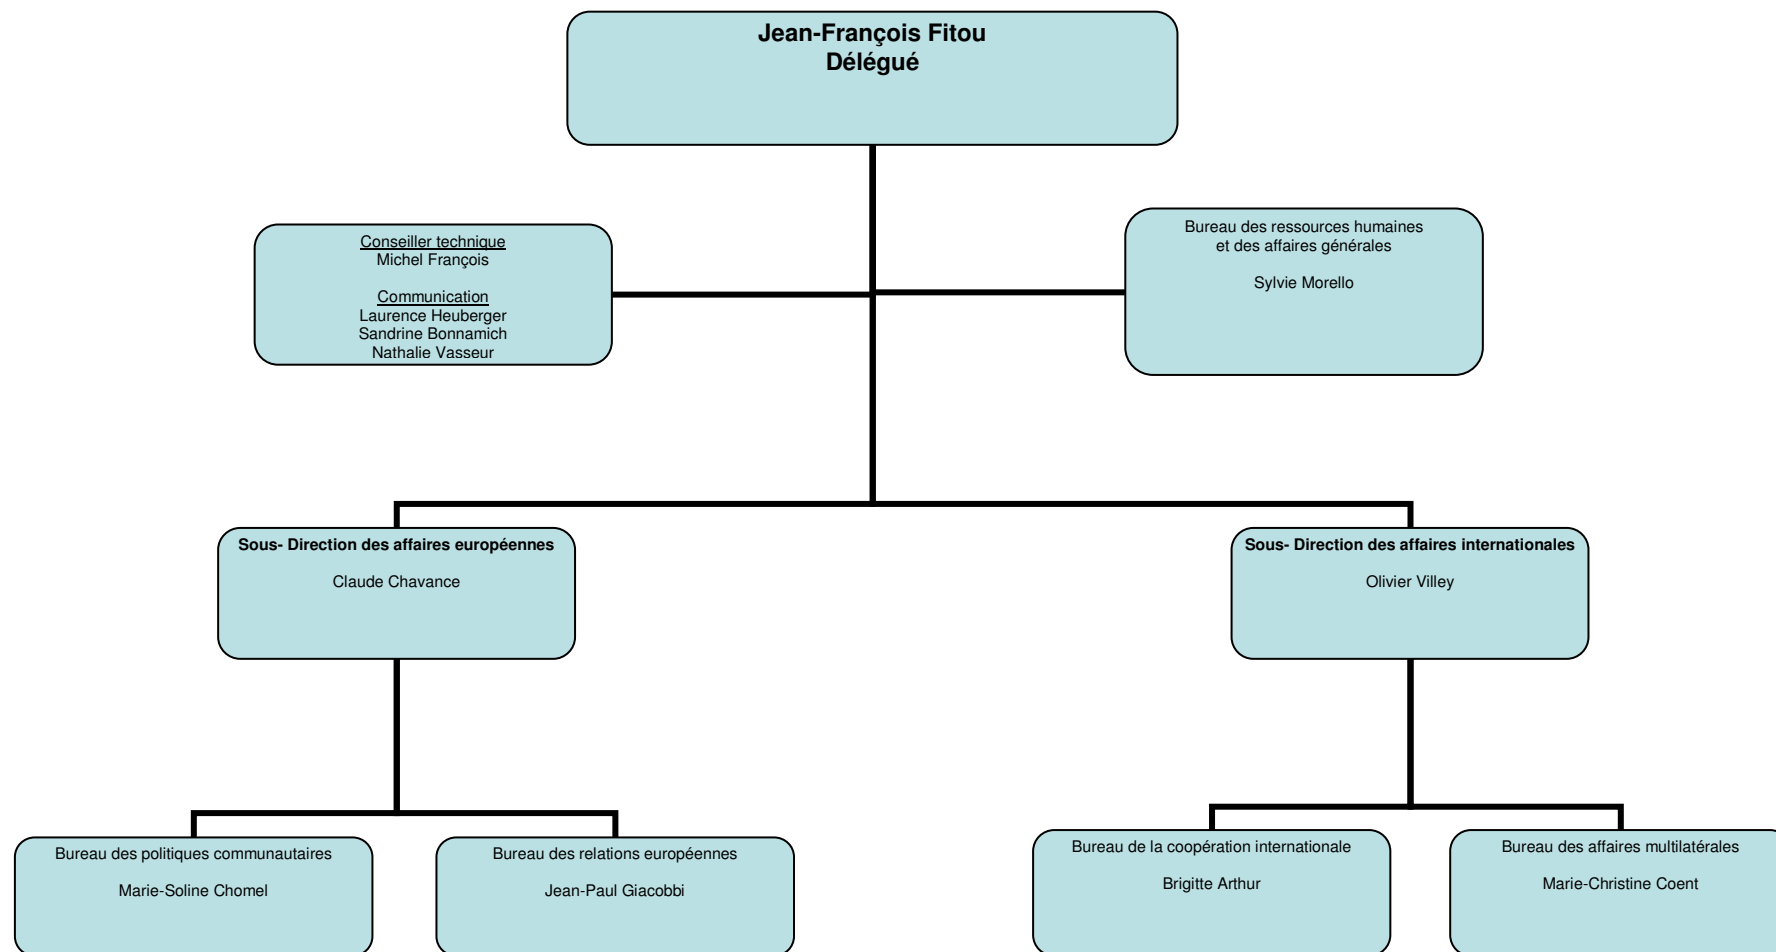 Jean-François Fitou
Délégué
Conseiller technique
Michel François
Communication
Laurence Heuberger
Sandrine Bonnamich
Nathalie Vasseur
Bureau des ressources humaines
et des affaires générales
Sylvie Morello
Sous- Direction des affaires européennes
Claude Chavance
Sous- Direction des affaires internationales
Olivier Villey
Bureau des politiques communautaires
Marie-Soline Chomel
Bureau des relations européennes
Jean-Paul Giacobbi
Bureau de la coopération internationale
Brigitte Arthur
Bureau des affaires multilatérales
Marie-Christine Coent